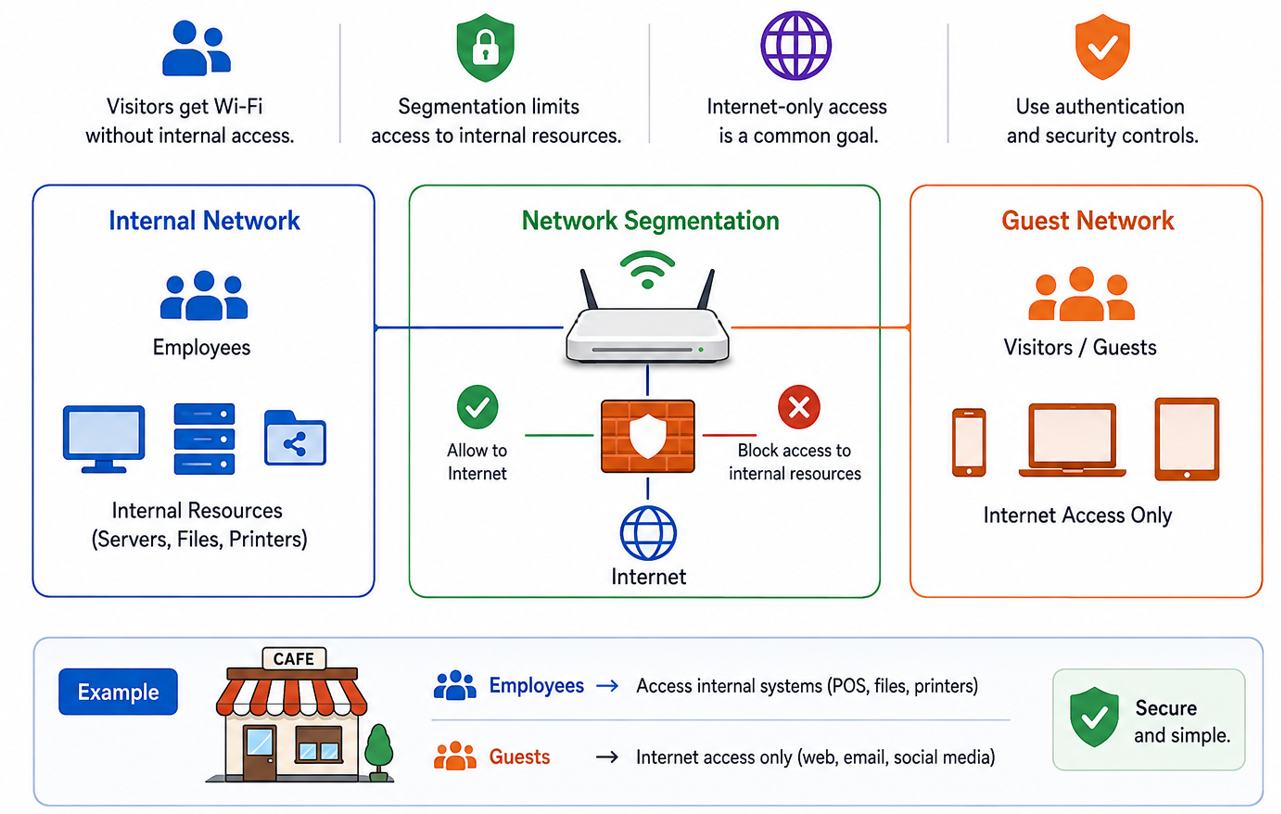 Visitors get Wi-Fi
without internal access.
Segmentation limits
access to internal resources.
Internet-only access
is a common goal.
Use authentication
and security controls.
Internal Network
Employees
Internal Resources
(Servers, Files, Printers)
Network Segmentation
Allow to
Internet
Block access to
internal resources
Internet
Guest Network
Visitors / Guests
Internet Access Only
Example
CAFE
Employees → Access internal systems (POS, files, printers)
Guests → Internet access only (web, email, social media)
Secure
and simple.